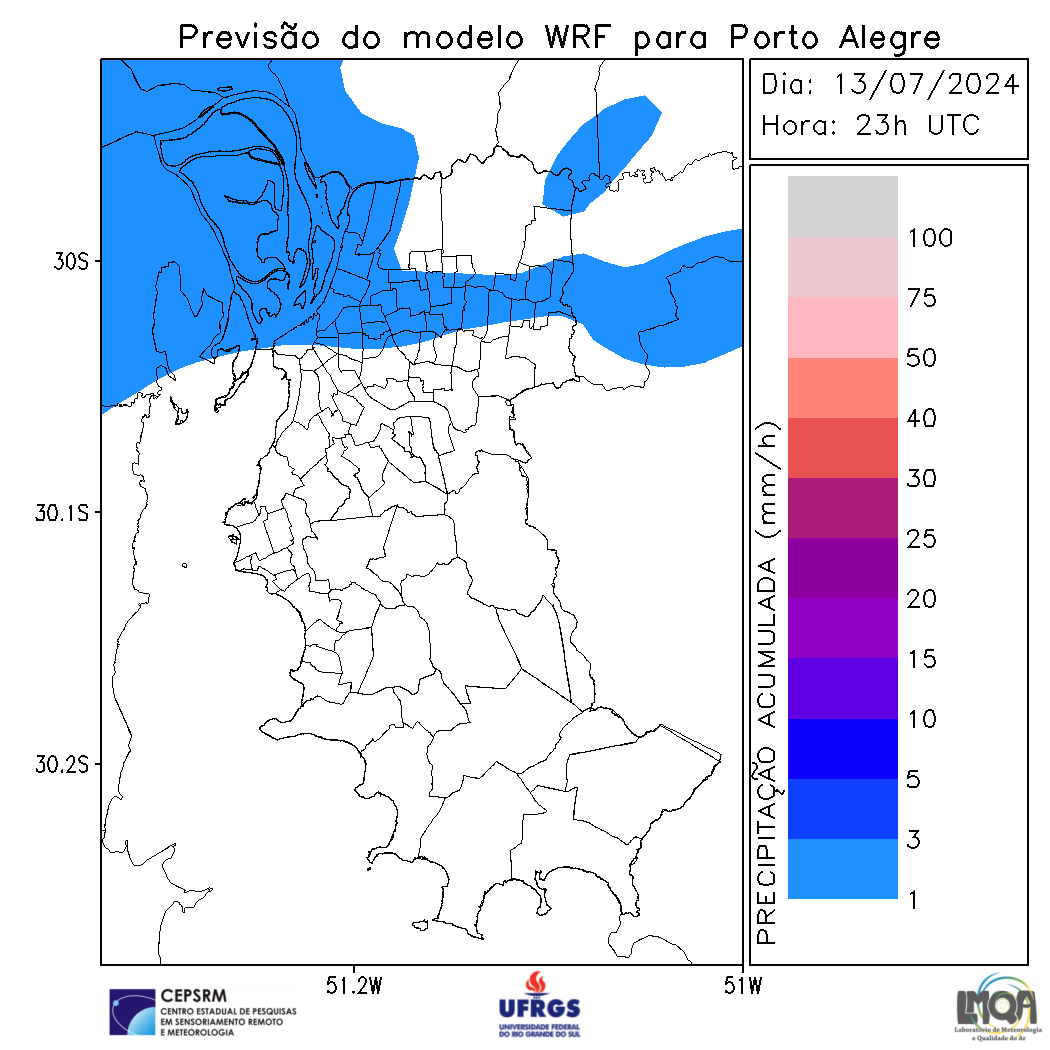 Previsão do modelo WRF para Porto Alegre
Dia: 13/07/2024
Hora: 23h UTC
30S
30.1S
30.2S
51.2W
51W
PRECIPITAÇÃO ACUMULADA (mm/h)
100
75
50
40
30
25
20
15
10
5
3
1
CEPSRM
CENTRO ESTADUAL DE PESQUISAS
EM SENSORIAMENTO REMOTO
E METEOROLOGIA
UFRGS
UNIVERSIDADE FEDERAL
DO RIO GRANDE DO SUL
LMQA
Laboratório de Meteorologia
e Qualidade do Ar